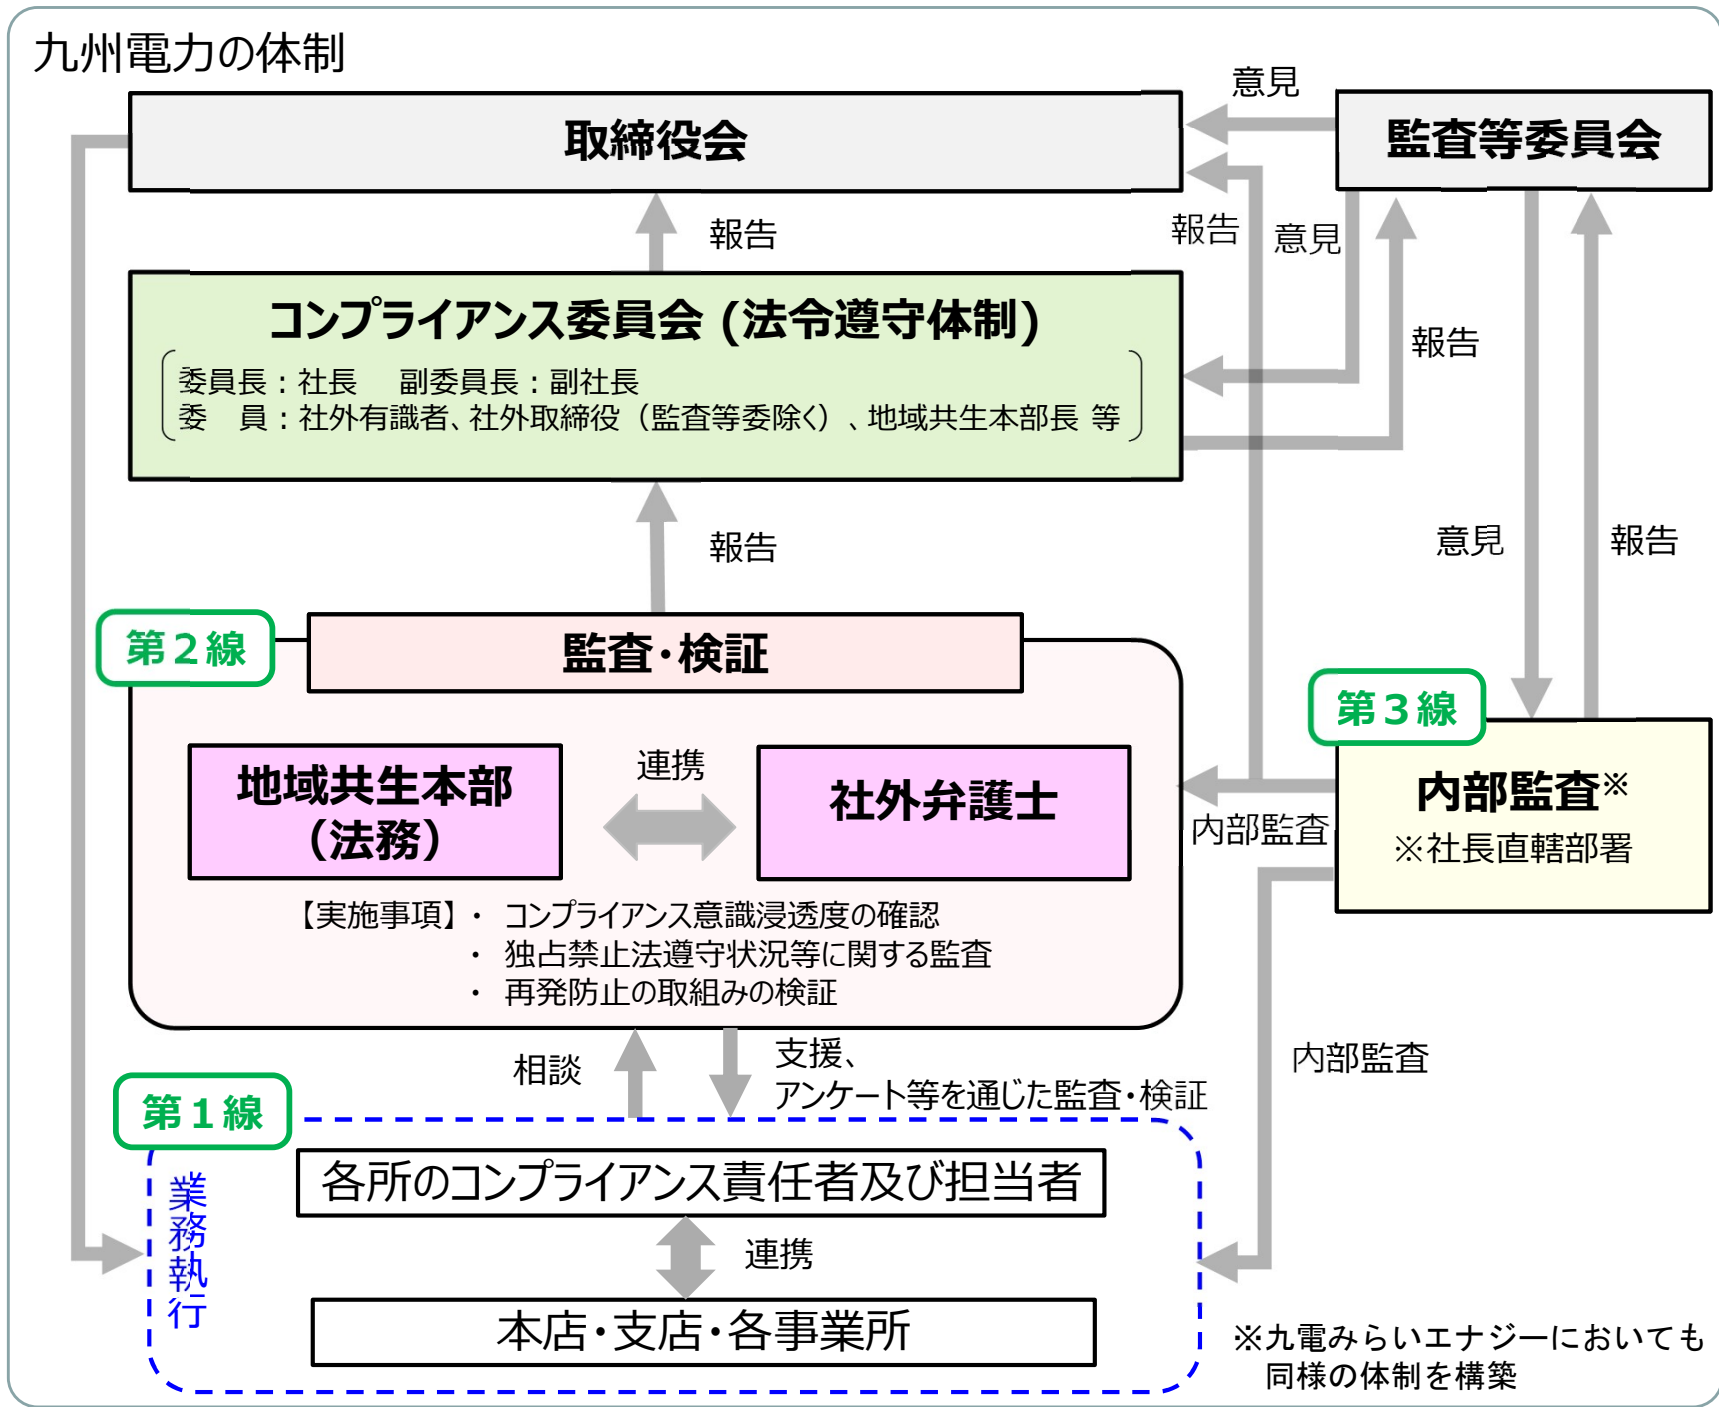 九州電力の体制
意見
取締役会
監査等委員会
報告
報告
意見
コンプライアンス委員会 (法令遵守体制)
報告
委員長：社長　副委員長：副社長
委　員：社外有識者、社外取締役（監査等委除く）、地域共生本部長 等
報告
意見
報告
第２線
監査・検証
第３線
地域共生本部
（法務）
連携
社外弁護士
内部監査※
※社長直轄部署
内部監査
【実施事項】・ コンプライアンス意識浸透度の確認
・ 独占禁止法遵守状況等に関する監査
・ 再発防止の取組みの検証
相談
支援、
アンケート等を通じた監査・検証
内部監査
第１線
業務執行
各所のコンプライアンス責任者及び担当者
連携
本店・支店・各事業所
※九電みらいエナジーにおいても
同様の体制を構築